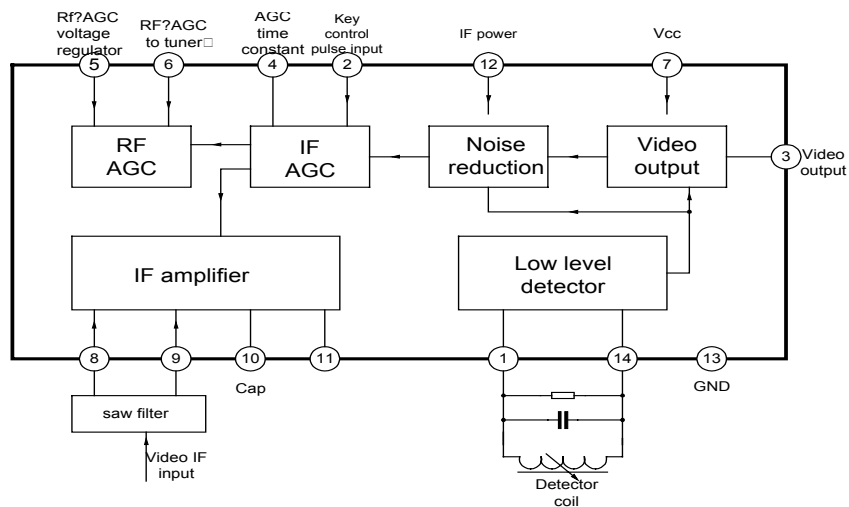 Rf?AGC
voltage
regulator
RF?AGC
to tuner□
AGC
time
constant
Key
control
pulse input
IF power
Vcc
5
6
4
2
12
7
RF
AGC
IF
AGC
Noise
reduction
Video
output
3
Video
output
IF amplifier
Low level
detector
8
9
10
11
1
14
13
Cap
GND
saw filter
Video IF
input
Detector
coil